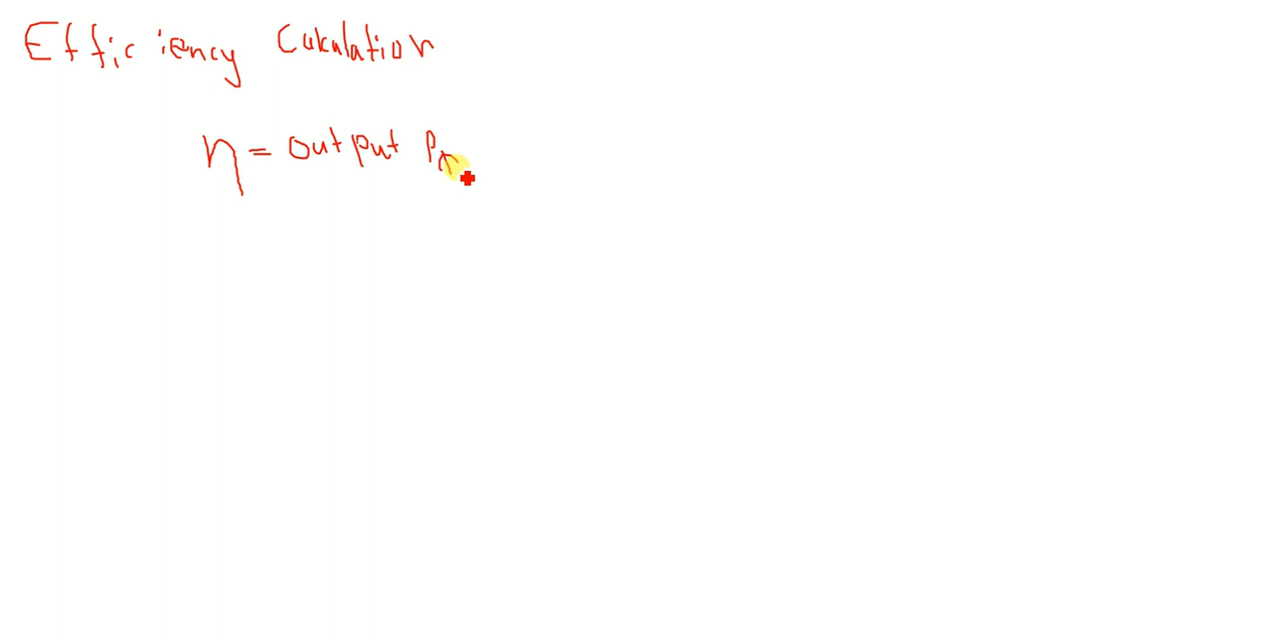 Efficiency Calculation
η = output